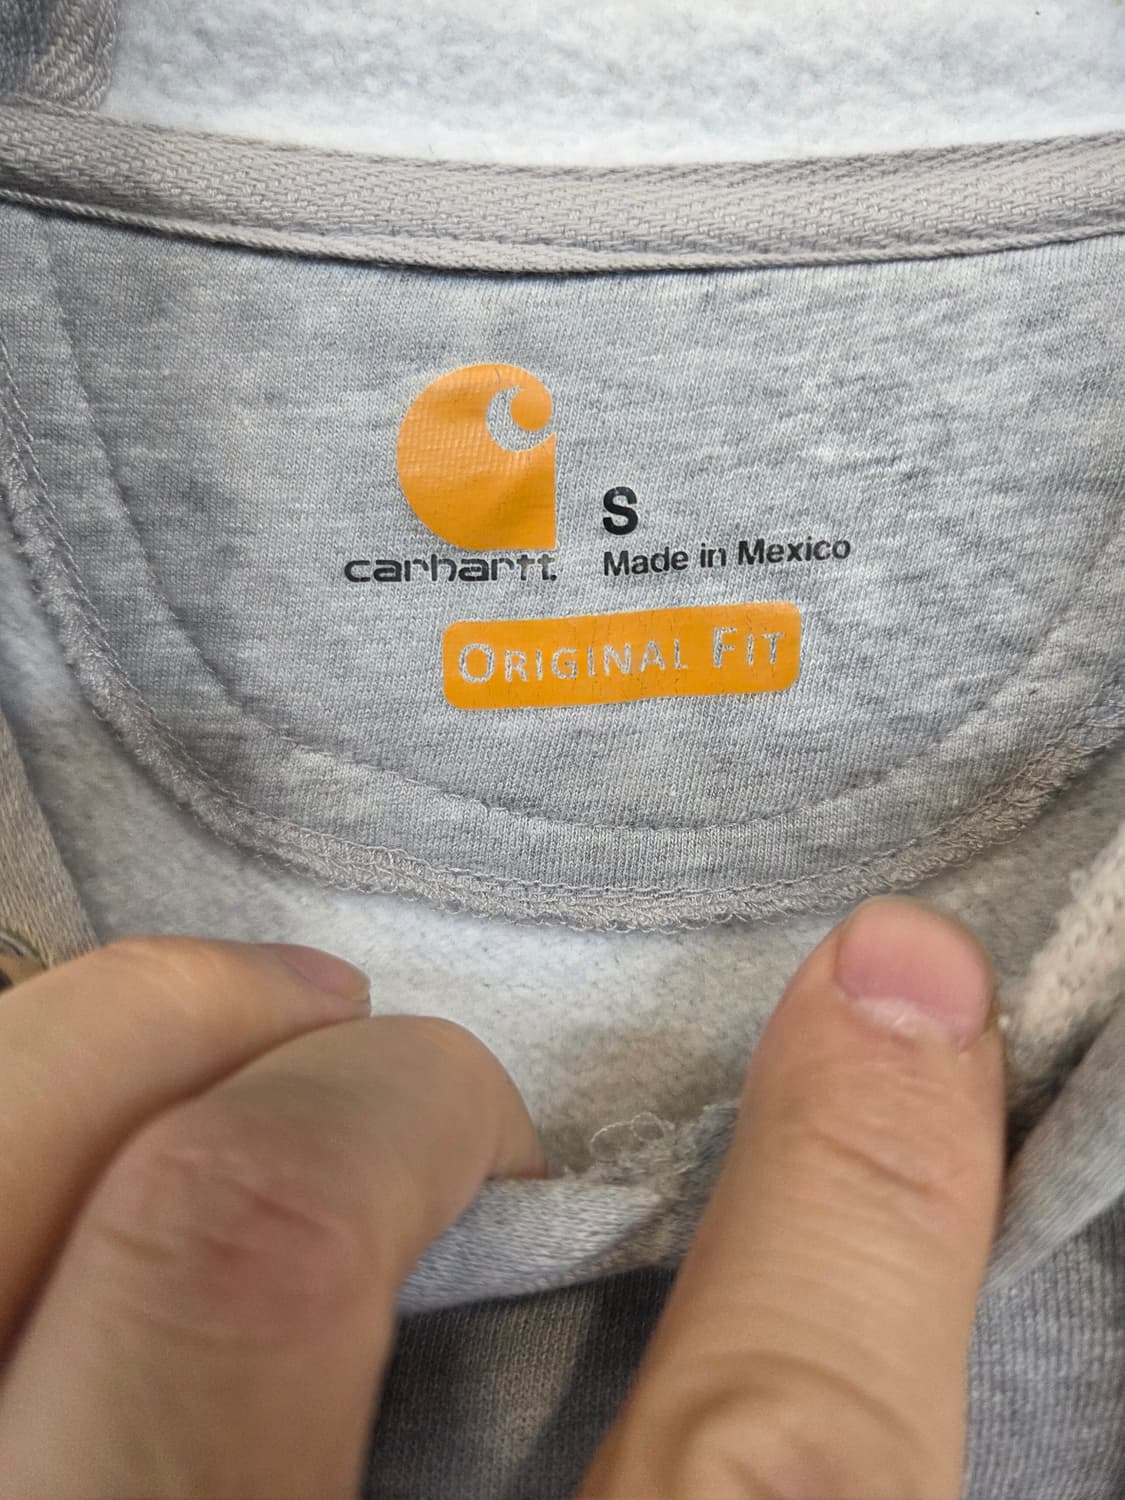 S
carhartt.
Made in Mexico
ORIGINAL FIT